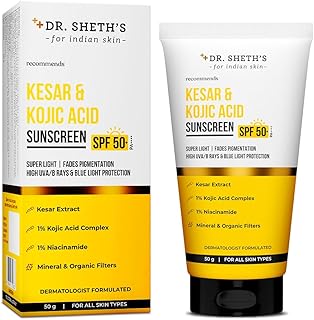 DR. SHETH'S
-for indian skin-
recommends
KESAR &
KOJIC ACID
SUNSCREEN SPF 50+
SUPER LIGHT | FADES PIGMENTATION
HIGH UVA/B RAYS & BLUE LIGHT PROTECTION
Kesar Extract
1% Kojic Acid Complex
1% Niacinamide
Mineral & Organic Filters
DERMATOLOGIST FORMULATED
50 g | FOR ALL SKIN TYPES
DR. SHETH'S
-for indian skin-
recommends
KESAR &
KOJIC ACID
SUNSCREEN SPF 50+
SUPER LIGHT | FADES PIGMENTATION
HIGH UVA/B RAYS & BLUE LIGHT PROTECTION
Kesar Extract
1% Kojic Acid Complex
1% Niacinamide
Mineral & Organic Filters
DERMATOLOGIST FORMULATED
50 g | FOR ALL SKIN TYPES